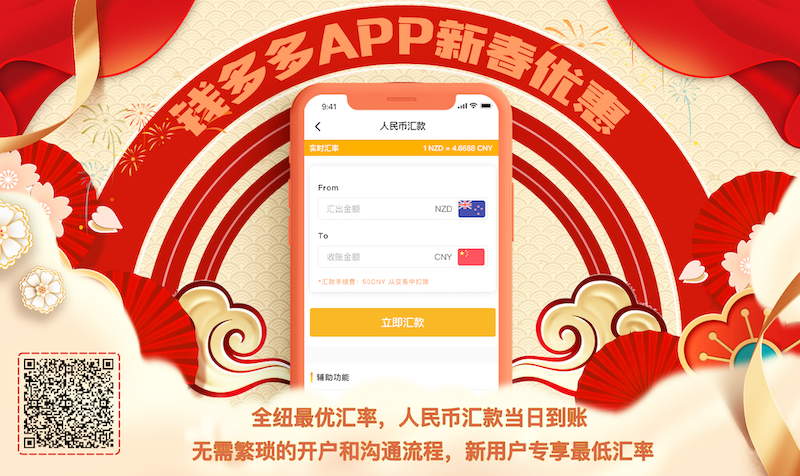 钱多多APP新春优惠
9:41
人民币汇款
实时汇率 1 NZD = 4.6688 CNY
From
汇出金额 NZD
To
收账金额 CNY
*汇款手续费：50CNY 从交易中扣除
立即汇款
辅助功能
全纽最优汇率，人民币汇款当日到账
无需繁琐的开户和沟通流程，新用户专享最低汇率